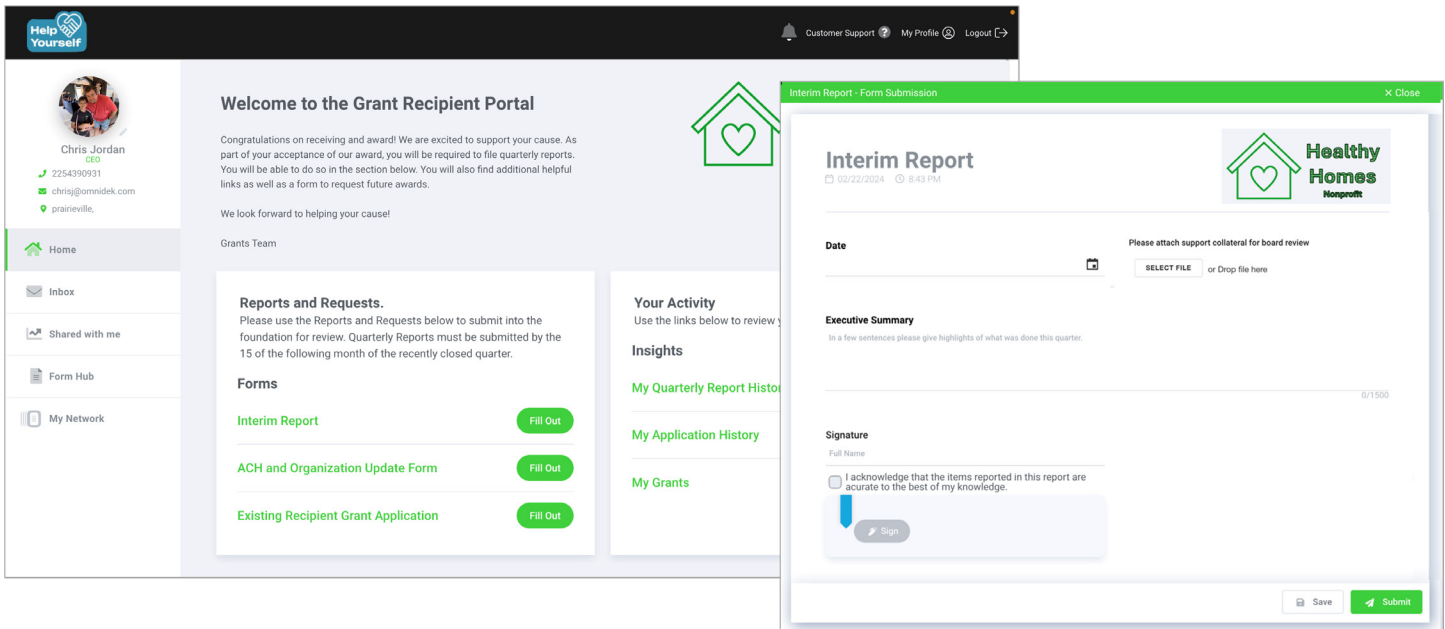 Help
Yourself
Customer Support ?
My Profile
Logout
Chris Jordan
CEO
2254390931
chrisj@omnidek.com
prairieville,
Home
Inbox
Shared with me
Form Hub
My Network
Welcome to the Grant Recipient Portal
Congratulations on receiving and award! We are excited to support your cause. As
part of your acceptance of our award, you will be required to file quarterly reports.
You will be able to do so in the section below. You will also find additional helpful
links as well as a form to request future awards.
We look forward to helping your cause!
Grants Team
Reports and Requests.
Please use the Reports and Requests below to submit into the
foundation for review. Quarterly Reports must be submitted by the
15 of the following month of the recently closed quarter.
Forms
Interim Report
Fill Out
ACH and Organization Update Form
Fill Out
Existing Recipient Grant Application
Fill Out
Your Activity
Use the links below to review
Insights
My Quarterly Report Histo
My Application History
My Grants
Interim Report - Form Submission
× Close
Interim Report
02/22/2024 8:43 PM
Healthy
Homes
Nonprofit
Date
Please attach support collateral for board review
SELECT FILE or Drop file here
Executive Summary
In a few sentences please give highlights of what was done this quarter.
0/1500
Signature
Full Name
I acknowledge that the items reported in this report are
acurate to the best of my knowledge.
Sign
Save
Submit